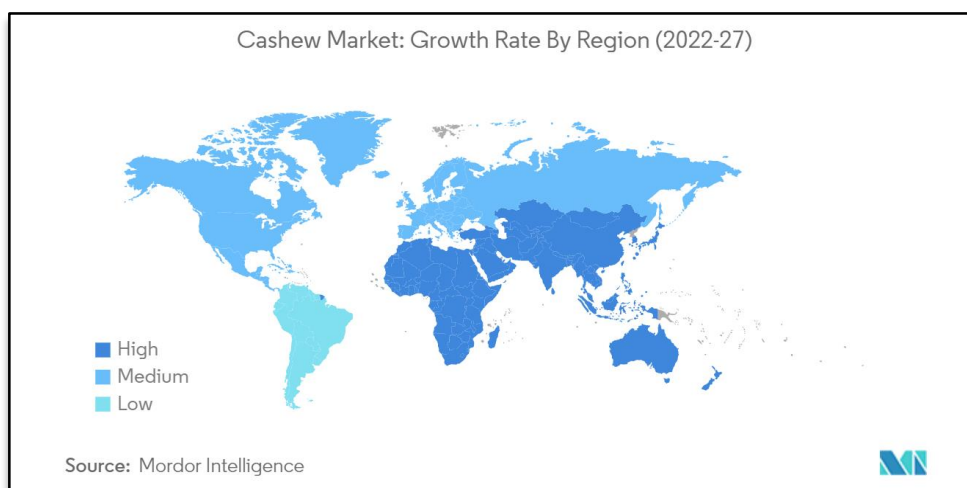 Cashew Market: Growth Rate By Region (2022-27)
High
Medium
Low
Source: Mordor Intelligence